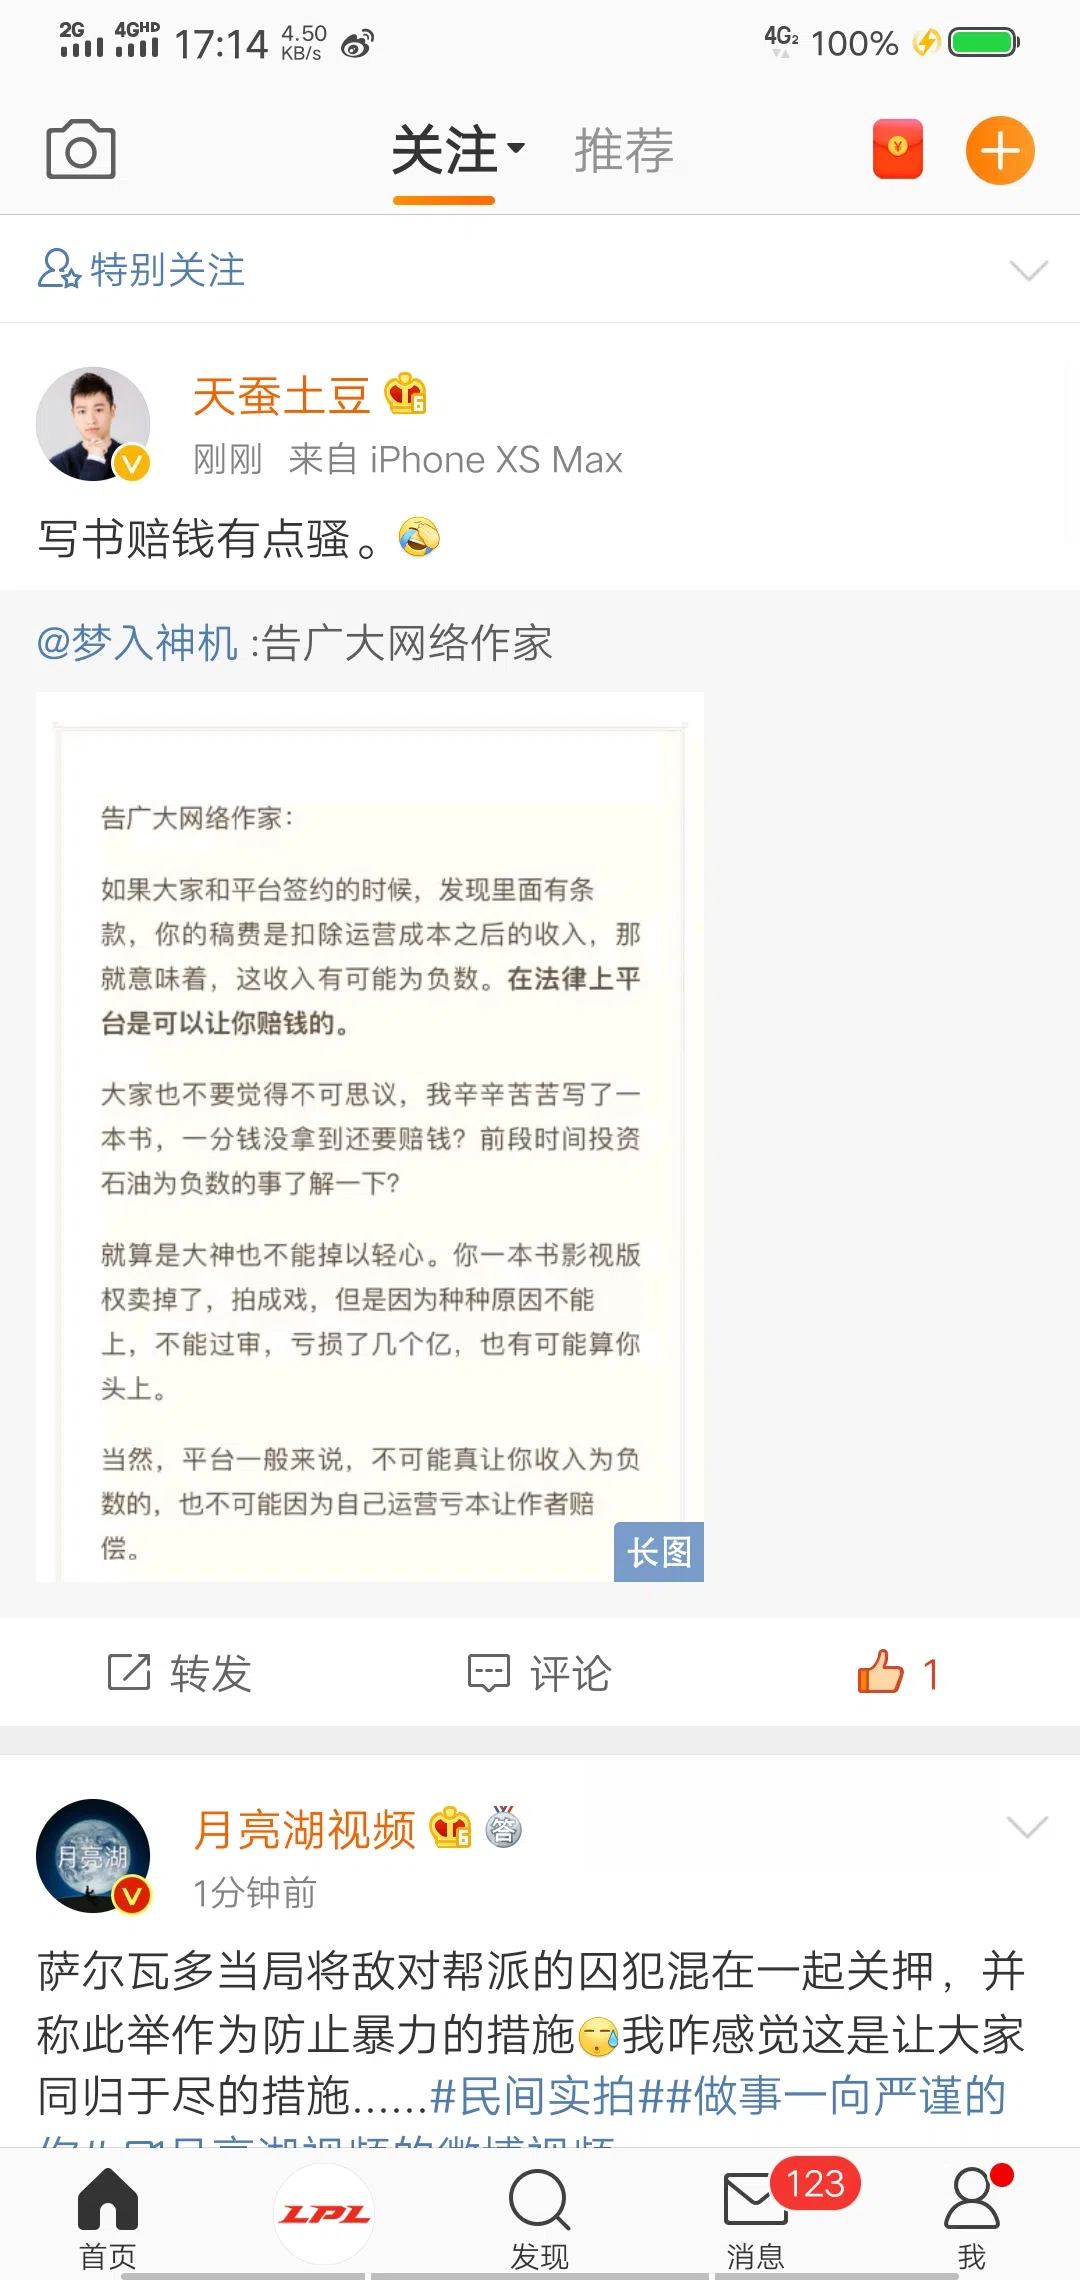 2G 4GHD 17:14 4.50 KB/s 4G2 100%
关注 推荐
特别关注
天蚕土豆 6
刚刚 来自 iPhone XS Max
写书赔钱有点骚。
@梦入神机 :告广大网络作家
告广大网络作家：
如果大家和平台签约的时候，发现里面有条
款，你的稿费是扣除运营成本之后的收入，那
就意味着，这收入有可能为负数。在法律上平
台是可以让你赔钱的。
大家也不要觉得不可思议，我辛辛苦苦写了一
本书，一分钱没拿到还要赔钱？前段时间投资
石油为负数的事了解一下？
就算是大神也不能掉以轻心。你一本书影视版
权卖掉了，拍成戏，但是因为种种原因不能
上，不能过审，亏损了几个亿，也有可能算你
头上。
当然，平台一般来说，不可能真让你收入为负
数的，也不可能因为自己运营亏本让作者赔
偿。
长图
转发 评论 1
月亮湖视频 6 答
月亮湖
1分钟前
萨尔瓦多当局将敌对帮派的囚犯混在一起关押，并
称此举作为防止暴力的措施我咋感觉这是让大家
同归于尽的措施......#民间实拍##做事一向严谨的
月亮湖视频的微博视频
LPL 123
首页 发现 消息 我